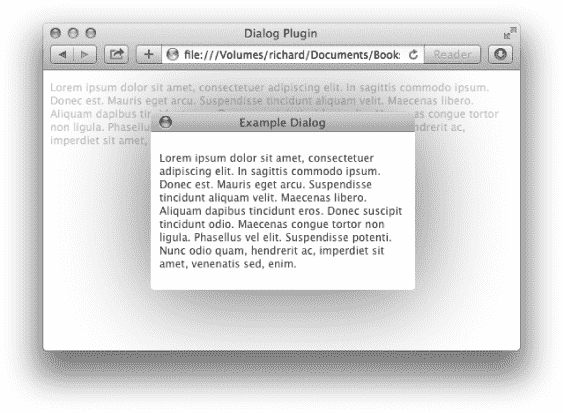 Dialog Plugin
file:///Volumes/richard/Documents/Book: Reader
Lorem ipsum dolor sit amet, consectetuer adipiscing elit. In sagittis commodo ipsum.
Donec est. Mauris eget arcu. Suspendisse tincidunt aliquam velit. Maecenas libero.
Aliquam dapibus tin as congue tortor
non ligula. Phasellu ndrerit ac,
imperdiet sit amet,
Example Dialog
Lorem ipsum dolor sit amet, consectetuer
adipiscing elit. In sagittis commodo ipsum.
Donec est. Mauris eget arcu. Suspendisse
tincidunt aliquam velit. Maecenas libero.
Aliquam dapibus tincidunt eros. Donec suscipit
tincidunt odio. Maecenas congue tortor non
ligula. Phasellus vel elit. Suspendisse potenti.
Nunc odio quam, hendrerit ac, imperdiet sit
amet, venenatis sed, enim.